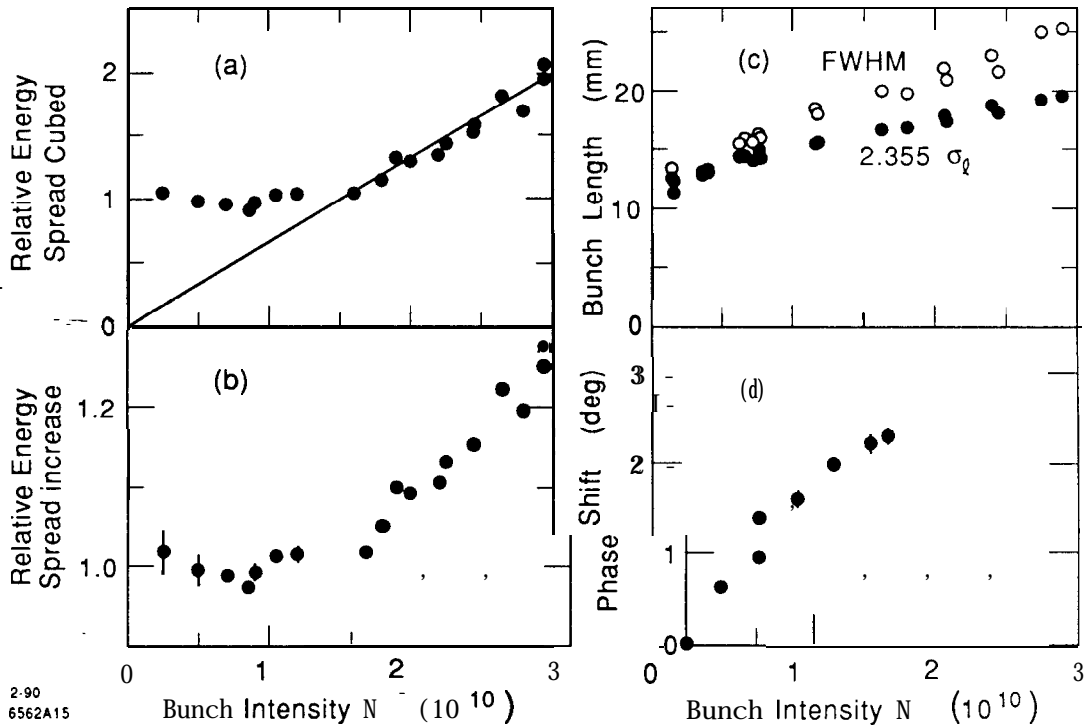 (a)
Relative Energy
Spread Cubed
2
1
0
(b)
Relative Energy
Spread increase
1.2
1.0
0 1 2 3
Bunch Intensity N (10 10)
(c)
FWHM
2.355 σℓ
Bunch Length (mm)
20
10
0
(d)
Phase Shift (deg)
3
2
1
0
0 1 2 3
Bunch Intensity N (10 10)
2-90
6562A15